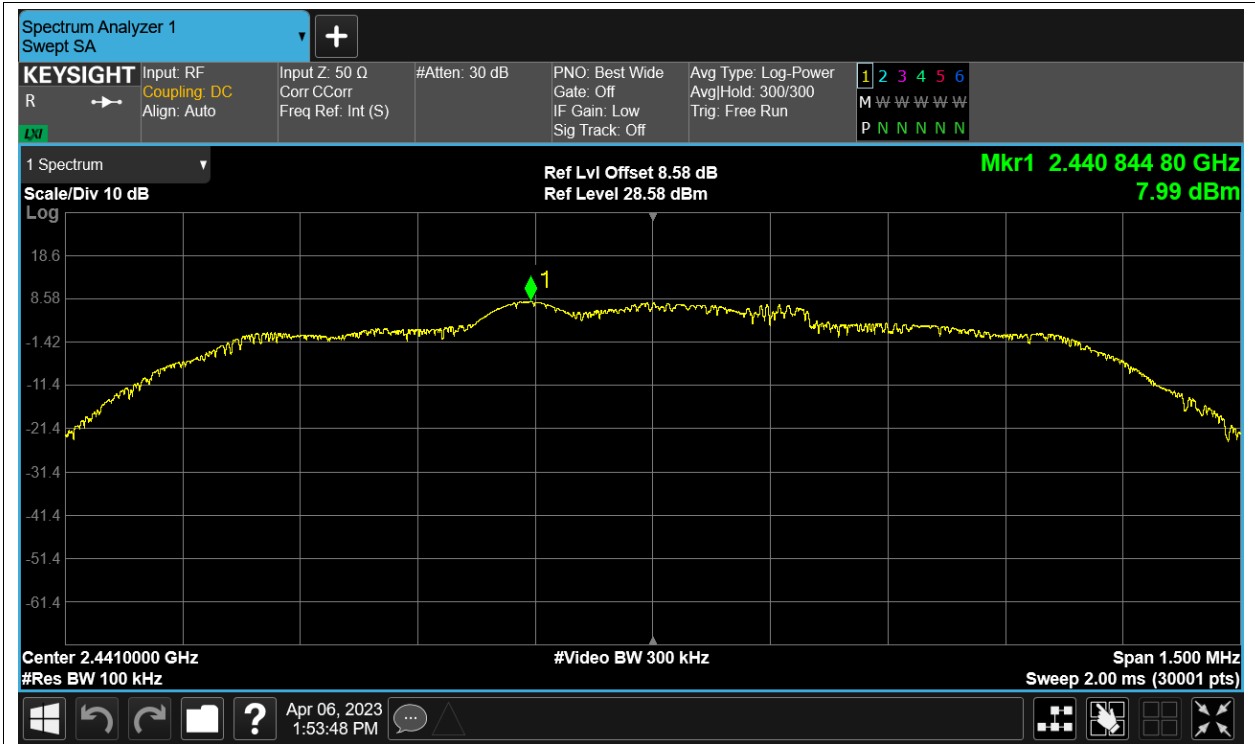 Spectrum Analyzer 1
Swept SA
KEYSIGHT
R
LXI
Input: RF
Coupling: DC
Align: Auto
Input Z: 50 Ω
Corr CCorr
Freq Ref: Int (S)
#Atten: 30 dB
PNO: Best Wide
Gate: Off
IF Gain: Low
Sig Track: Off
Avg Type: Log-Power
Avg|Hold: 300/300
Trig: Free Run
1 2 3 4 5 6
M W W W W W
P N N N N N
1 Spectrum
Scale/Div 10 dB
Ref Lvl Offset 8.58 dB
Ref Level 28.58 dBm
Mkr1 2.440 844 80 GHz
7.99 dBm
Log
18.6
8.58
-1.42
-11.4
-21.4
-31.4
-41.4
-51.4
-61.4
1
Center 2.4410000 GHz
#Res BW 100 kHz
#Video BW 300 kHz
Span 1.500 MHz
Sweep 2.00 ms (30001 pts)
?
Apr 06, 2023
1:53:48 PM